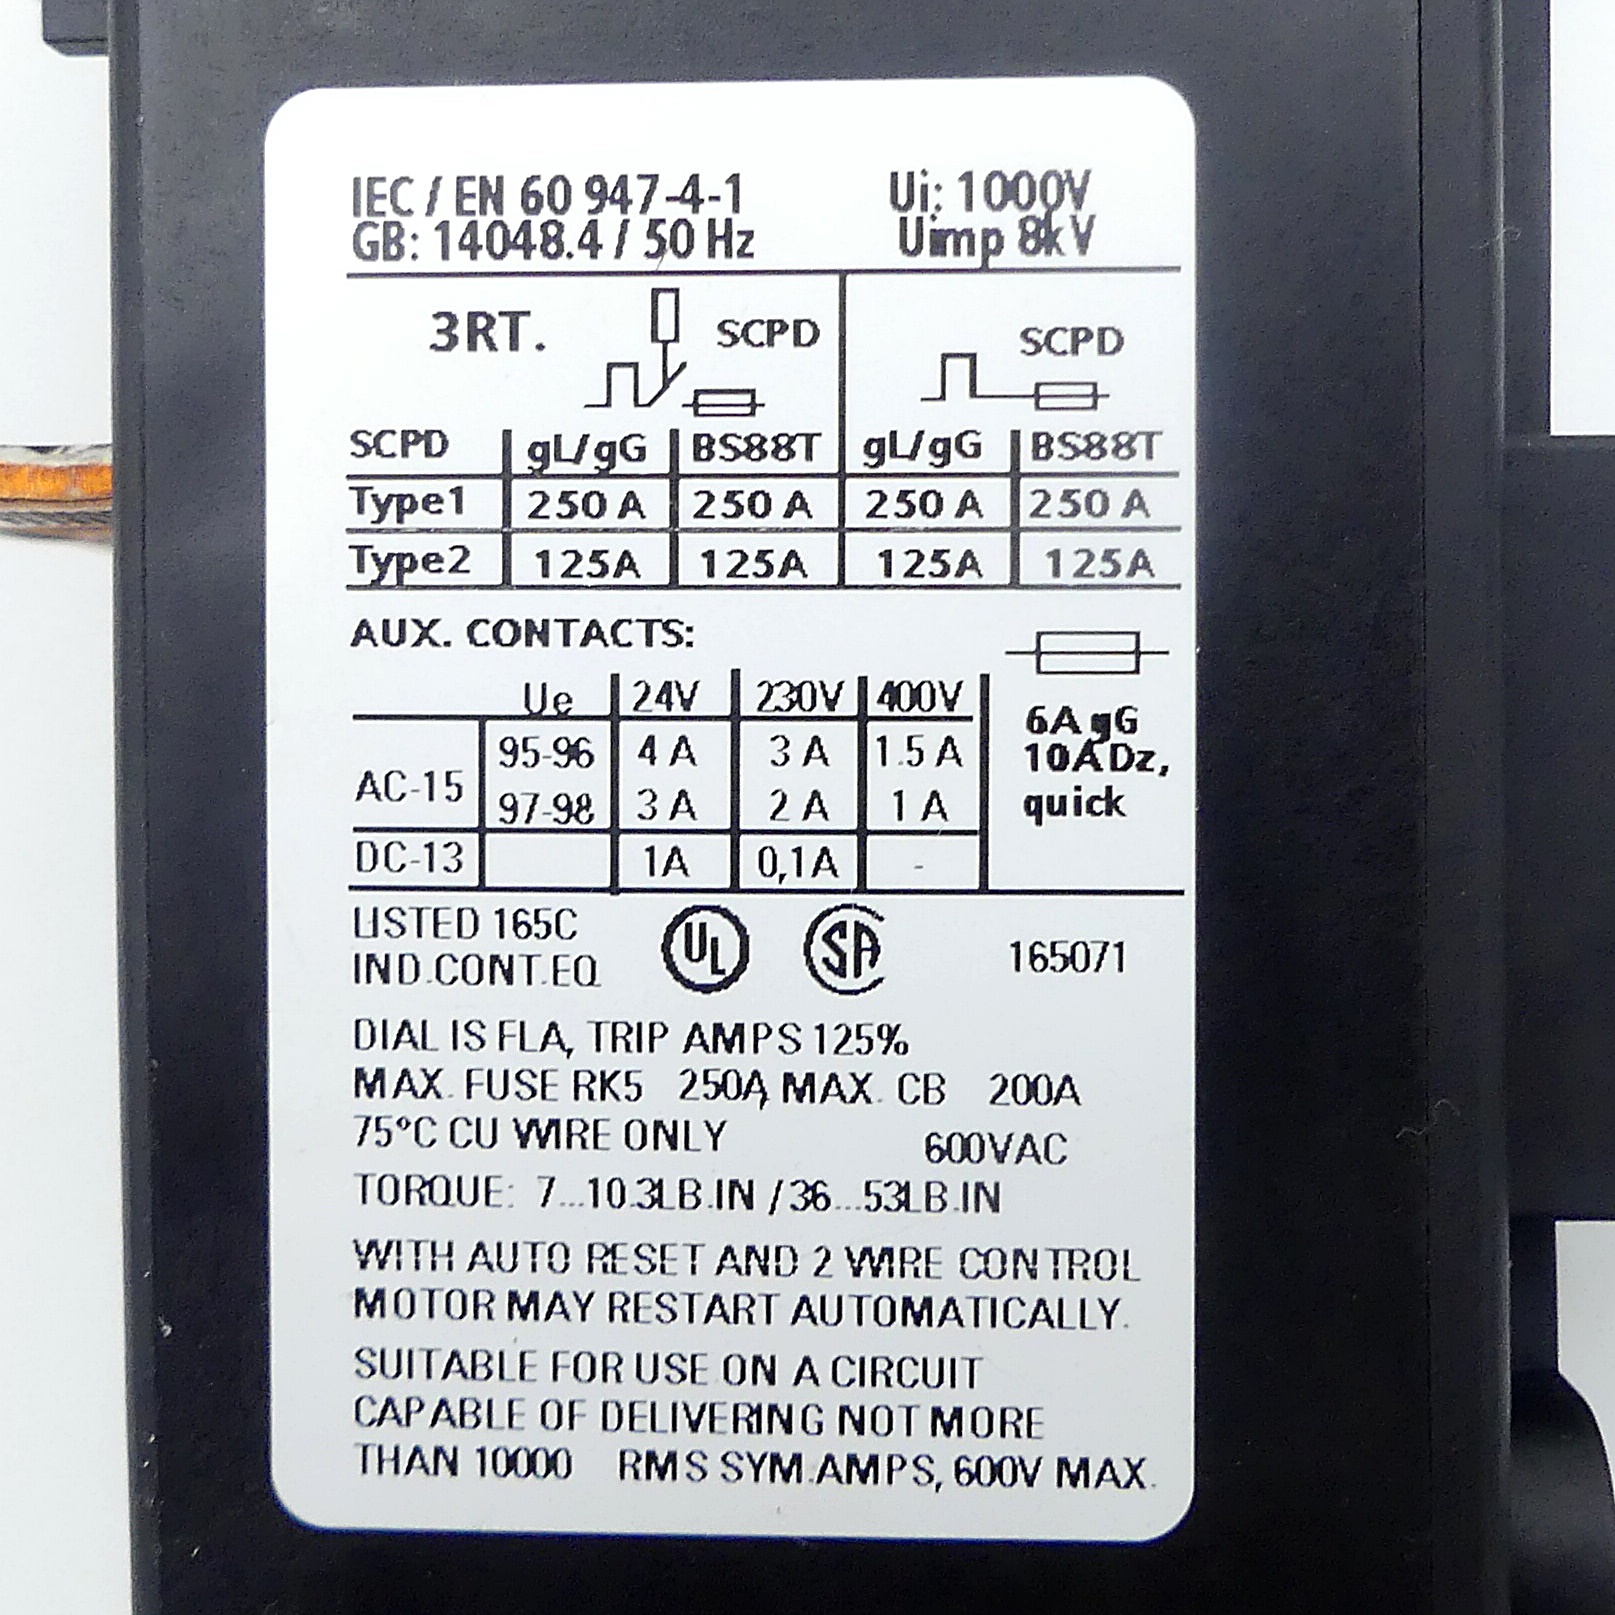 IEC / EN 60 947-4-1 Ui: 1000V
GB: 14048.4 / 50 Hz Uimp 8kV
3RT. SCPD SCPD
SCPD gL/gG BS88T gL/gG BS88T
Type1 250 A 250 A 250 A 250 A
Type2 125A 125A 125A 125A
AUX. CONTACTS:
Ue 24V 230V 400V
AC-15 95-96 4 A 3 A 1.5 A
97-98 3 A 2 A 1 A
DC-13 1A 0,1A -
6A gG
10A Dz,
quick
LISTED 165C UL SA 165071
IND.CONT.EQ
DIAL IS FLA, TRIP AMPS 125%
MAX. FUSE RK5 250A, MAX. CB 200A
75°C CU WIRE ONLY 600VAC
TORQUE: 7...10.3LB.IN / 36...53LB.IN
WITH AUTO RESET AND 2 WIRE CONTROL
MOTOR MAY RESTART AUTOMATICALLY.
SUITABLE FOR USE ON A CIRCUIT
CAPABLE OF DELIVERING NOT MORE
THAN 10000 RMS SYM.AMPS, 600V MAX.